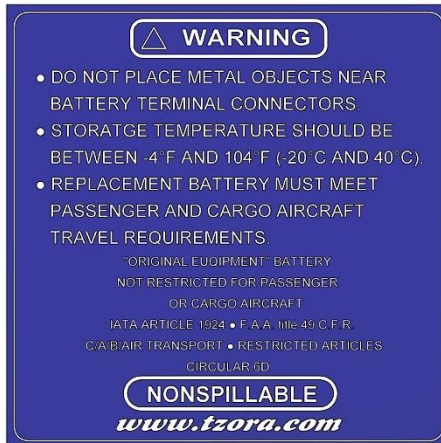 ⚠ WARNING
• DO NOT PLACE METAL OBJECTS NEAR
BATTERY TERMINAL CONNECTORS.
• STORATGE TEMPERATURE SHOULD BE
BETWEEN -4°F AND 104°F (-20°C AND 40°C).
• REPLACEMENT BATTERY MUST MEET
PASSENGER AND CARGO AIRCRAFT
TRAVEL REQUIREMENTS.
"ORIGINAL EUQIPMENT" BATTERY
NOT RESTRICTED FOR PASSENGER
OR CARGO AIRCRAFT
IATA ARTICLE 1924 • F.A.A. title 49 C.F.R.
C/A/B/AIR TRANSPORT • RESTRICTED ARTICLES
CIRCULAR 6D
NONSPILLABLE
www.tzora.com